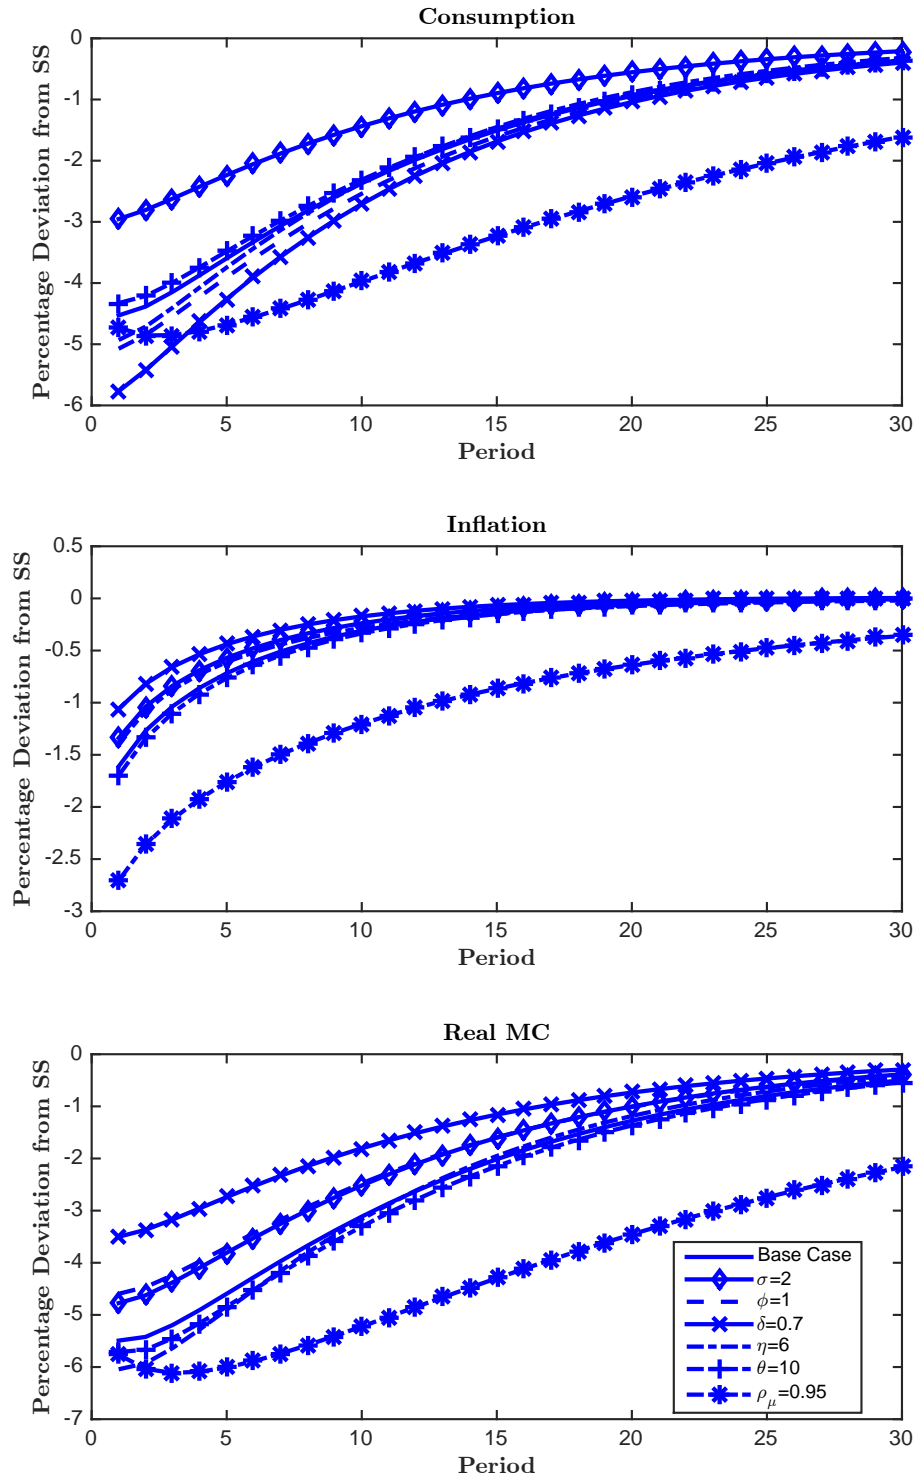 Consumption
Percentage Deviation from SS
0
-1
-2
-3
-4
-5
-6
0 5 10 15 20 25 30
Period
Inflation
Percentage Deviation from SS
0.5
0
-0.5
-1
-1.5
-2
-2.5
-3
0 5 10 15 20 25 30
Period
Real MC
Percentage Deviation from SS
0
-1
-2
-3
-4
-5
-6
-7
0 5 10 15 20 25 30
Period
Base Case
σ=2
ϕ=1
δ=0.7
η=6
θ=10
ρμ=0.95